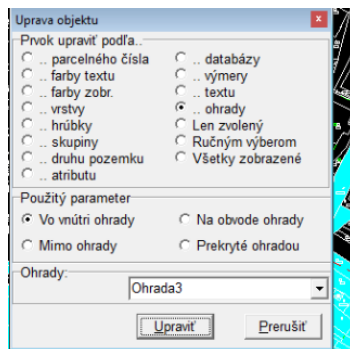 Uprava objektu
x
Prvok upraviť podľa..
.. parcelného čísla
.. farby textu
.. farby zobr.
.. vrstvy
.. hrúbky
.. skupiny
.. druhu pozemku
.. atributu
.. databázy
.. výmery
.. textu
.. ohrady
Len zvolený
Ručným výberom
Všetky zobrazené
Použitý parameter
Vo vnútri ohrady
Na obvode ohrady
Mimo ohrady
Prekryté ohradou
Ohrady:
Ohrada3
Upraviť
Prerušiť